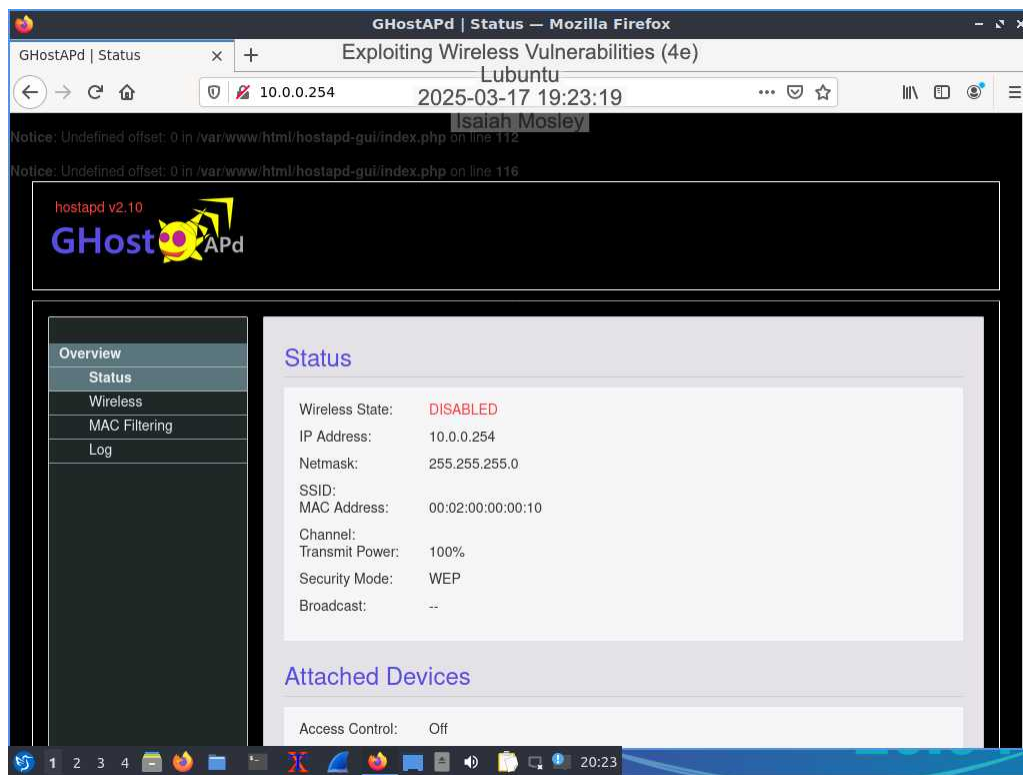 GHostAPd | Status — Mozilla Firefox
GHostAPd | Status
Exploiting Wireless Vulnerabilities (4e)
Lubuntu
10.0.0.254
2025-03-17 19:23:19
Isaiah Mosley
Notice: Undefined offset: 0 in /var/www/html/hostapd-gui/index.php on line 112
Notice: Undefined offset: 0 in /var/www/html/hostapd-gui/index.php on line 116
hostapd v2.10
GHost APd
Overview
Status
Wireless
MAC Filtering
Log
Status
Wireless State: DISABLED
IP Address: 10.0.0.254
Netmask: 255.255.255.0
SSID:
MAC Address: 00:02:00:00:00:10
Channel:
Transmit Power: 100%
Security Mode: WEP
Broadcast: --
Attached Devices
Access Control: Off
1 2 3 4 20:23